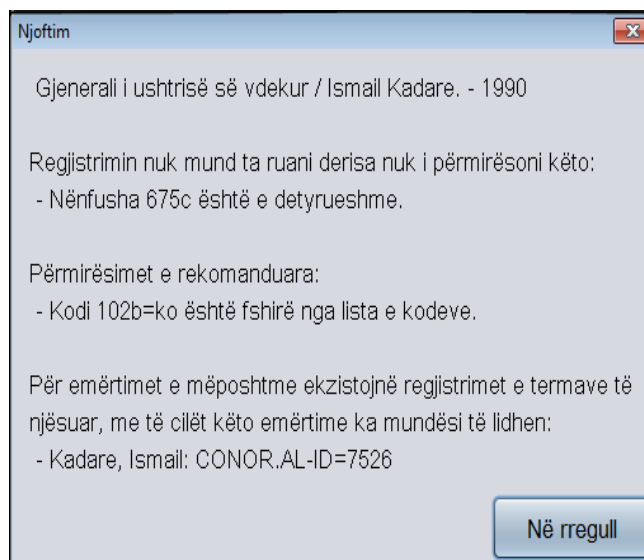 Njoftim
Gjenerali i ushtrisë së vdekur / Ismail Kadare. - 1990
Regjistrimin nuk mund ta ruani derisa nuk i përmirësoni këto:
- Nënfusha 675c është e detyrueshme.
Përmirësimet e rekomanduara:
- Kodi 102b=ko është fshirë nga lista e kodeve.
Për emërtimet e mëposhtme ekzistojnë regjistrimet e termave të
njësuar, me të cilët këto emërtime ka mundësi të lidhen:
- Kadare, Ismail: CONOR.AL-ID=7526
Në rregull